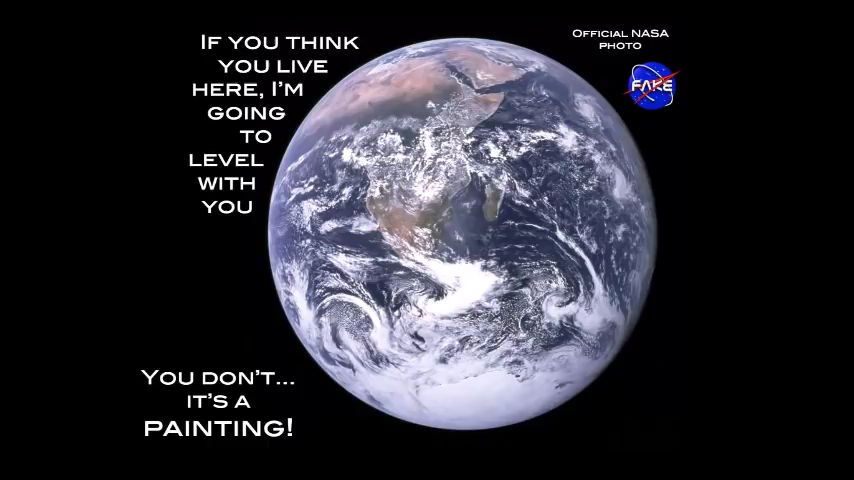 If you think
you live
here, I'm
going
to
level
with
you
Official NASA
photo
FAKE
You don't...
it's a
painting!